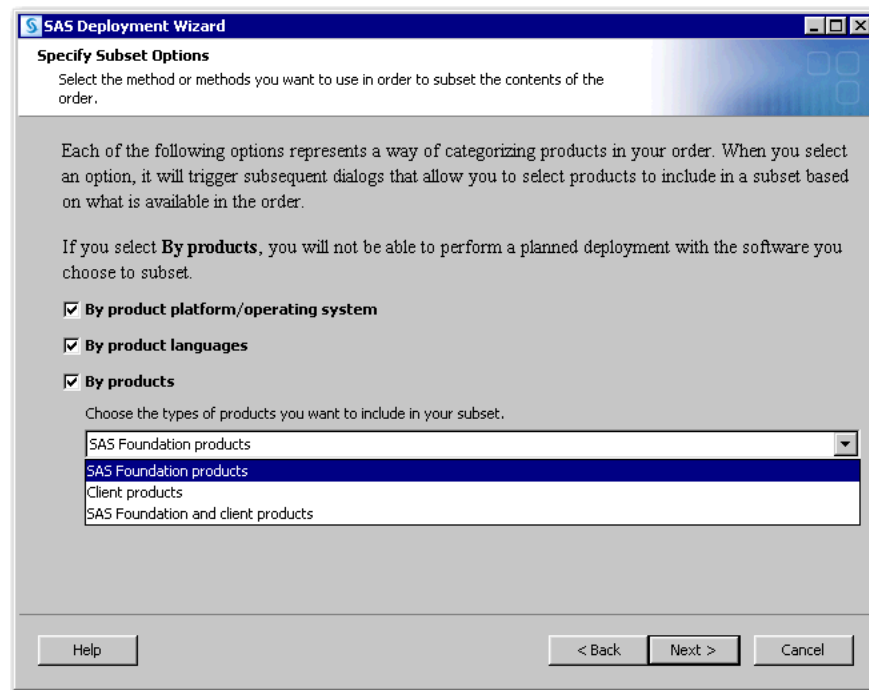 SAS Deployment Wizard
Specify Subset Options
Select the method or methods you want to use in order to subset the contents of the
order.
Each of the following options represents a way of categorizing products in your order. When you select
an option, it will trigger subsequent dialogs that allow you to select products to include in a subset based
on what is available in the order.
If you select By products, you will not be able to perform a planned deployment with the software you
choose to subset.
By product platform/operating system
By product languages
By products
Choose the types of products you want to include in your subset.
SAS Foundation products
SAS Foundation products
Client products
SAS Foundation and client products
Help
< Back
Next >
Cancel